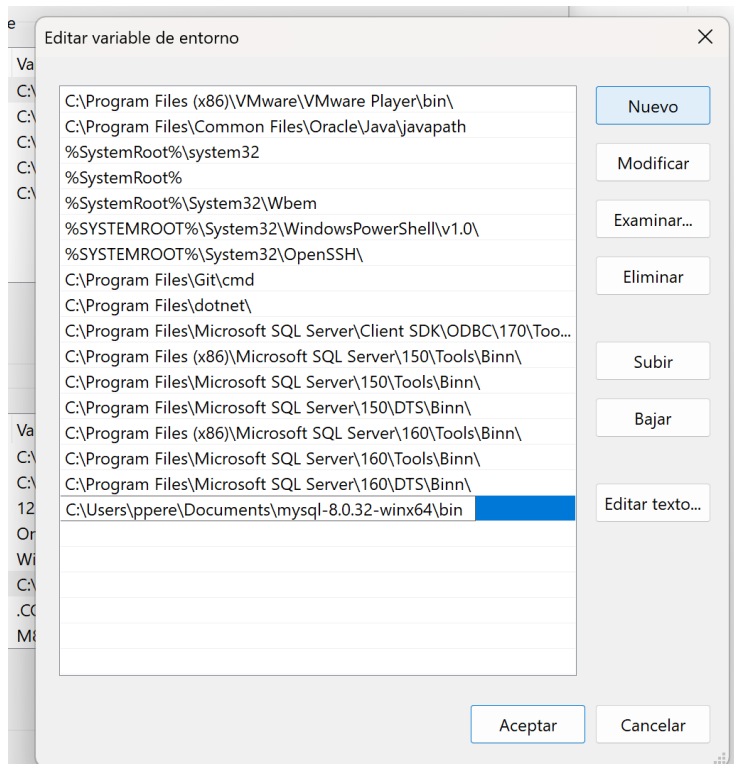 e
Editar variable de entorno
Va
C:\
C:\
C:\
C:\
C:\
C:\Program Files (x86)\VMware\VMware Player\bin\
C:\Program Files\Common Files\Oracle\Java\javapath
%SystemRoot%\system32
%SystemRoot%
%SystemRoot%\System32\Wbem
%SYSTEMROOT%\System32\WindowsPowerShell\v1.0\
%SYSTEMROOT%\System32\OpenSSH\
C:\Program Files\Git\cmd
C:\Program Files\dotnet\
C:\Program Files\Microsoft SQL Server\Client SDK\ODBC\170\Too...
C:\Program Files (x86)\Microsoft SQL Server\150\Tools\Binn\
C:\Program Files\Microsoft SQL Server\150\Tools\Binn\
C:\Program Files\Microsoft SQL Server\150\DTS\Binn\
C:\Program Files (x86)\Microsoft SQL Server\160\Tools\Binn\
C:\Program Files\Microsoft SQL Server\160\Tools\Binn\
C:\Program Files\Microsoft SQL Server\160\DTS\Binn\
C:\Users\ppere\Documents\mysql-8.0.32-winx64\bin
Nuevo
Modificar
Examinar...
Eliminar
Subir
Bajar
Editar texto...
Va
C:\
C:\
12
Or
Wi
C:\
.CO
Aceptar
Cancelar